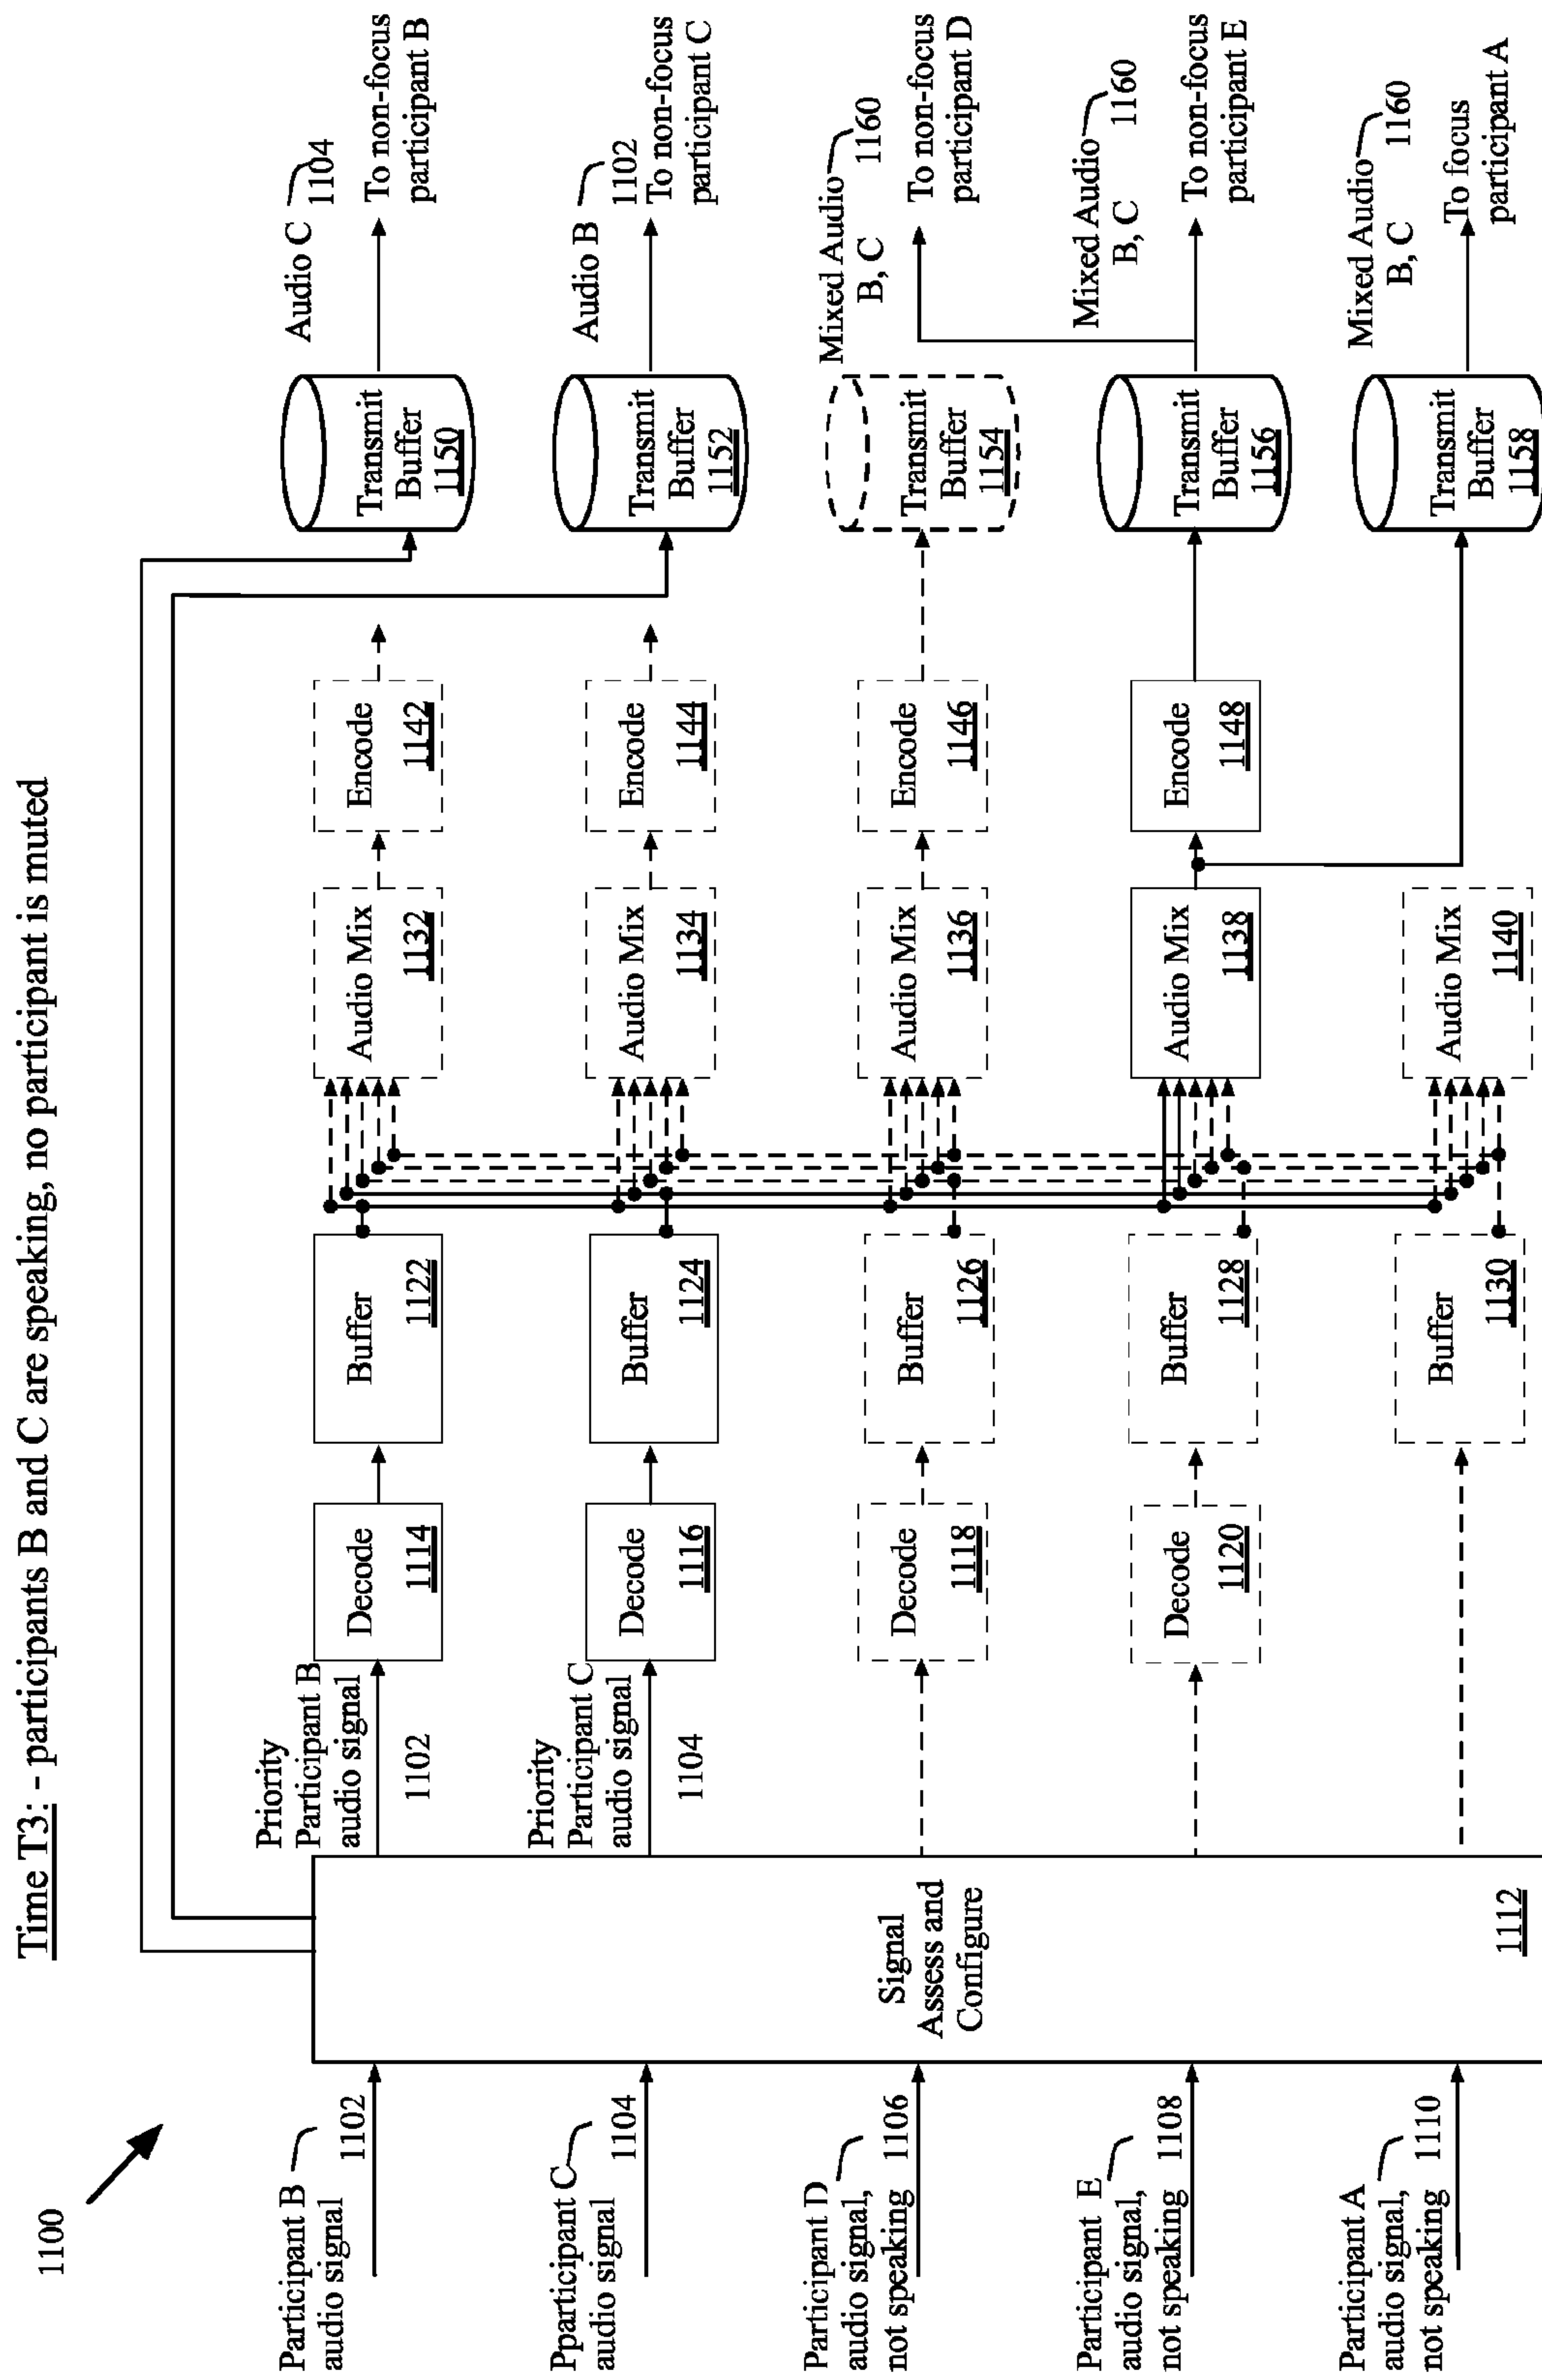 Time T3: - participants B and C are speaking, no participant is muted
1100
Participant B
audio signal
1102
Pparticipant C
audio signal
1104
Participant D
audio signal,
not speaking
1106
Participant E
audio signal,
not speaking
1108
Participant A
audio signal,
not speaking
1110
Signal
Assess and
Configure
1112
Priority
Participant B
audio signal
1102
Priority
Participant C
audio signal
1104
Decode
1114
Decode
1116
Decode
1118
Decode
1120
Buffer
1122
Buffer
1124
Buffer
1126
Buffer
1128
Buffer
1130
Audio Mix
1132
Audio Mix
1134
Audio Mix
1136
Audio Mix
1138
Audio Mix
1140
Encode
1142
Encode
1144
Encode
1146
Encode
1148
Transmit
Buffer
1150
Transmit
Buffer
1152
Transmit
Buffer
1154
Transmit
Buffer
1156
Transmit
Buffer
1158
Audio C
1104
To non-focus
participant B
Audio B
1102
To non-focus
participant C
Mixed Audio
B, C
1160
To non-focus
participant D
Mixed Audio
B, C
1160
To non-focus
participant E
Mixed Audio
B, C
1160
To focus
participant A